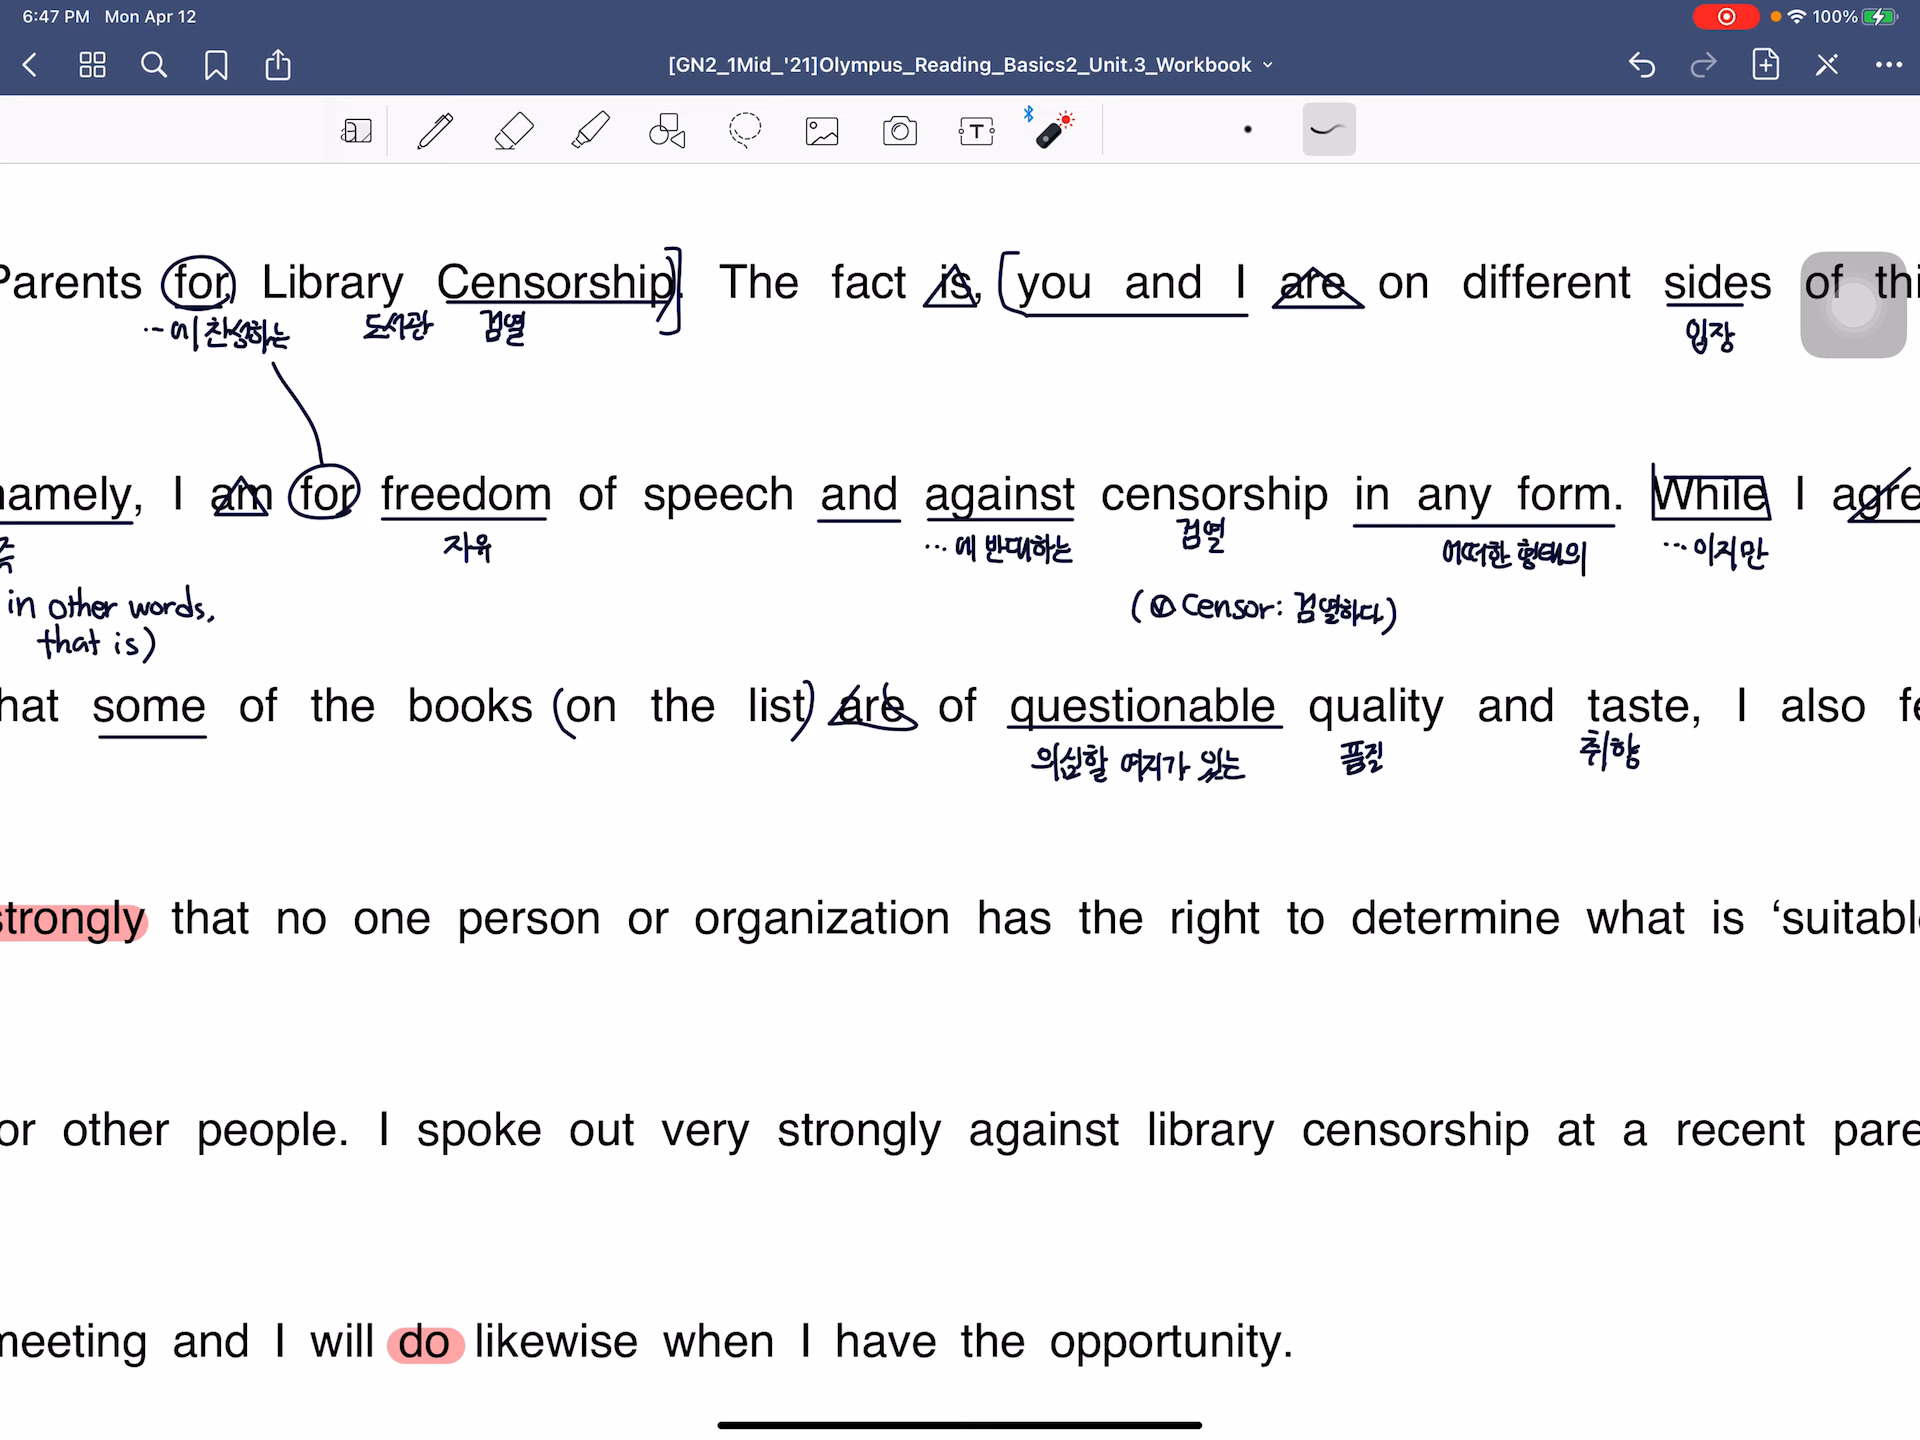 6:47 PM Mon Apr 12
100%
[GN2_1Mid_'21]Olympus_Reading_Basics2_Unit.3_Workbook
Parents for, Library Censorship). The fact is, you and I are on different sides of thi
…에 찬성하는 도서관 검열 입장
namely, I am for freedom of speech and against censorship in any form. While I agre
즉 자유 …에 반대하는 검열 어떠한 형태의 …이지만
in other words, (ⓥ Censor: 검열하다)
that is)
hat some of the books (on the list) are of questionable quality and taste, I also fe
의심할 여지가 있는 품질 취향
strongly that no one person or organization has the right to determine what is ‘suitabl
or other people. I spoke out very strongly against library censorship at a recent pare
meeting and I will do likewise when I have the opportunity.